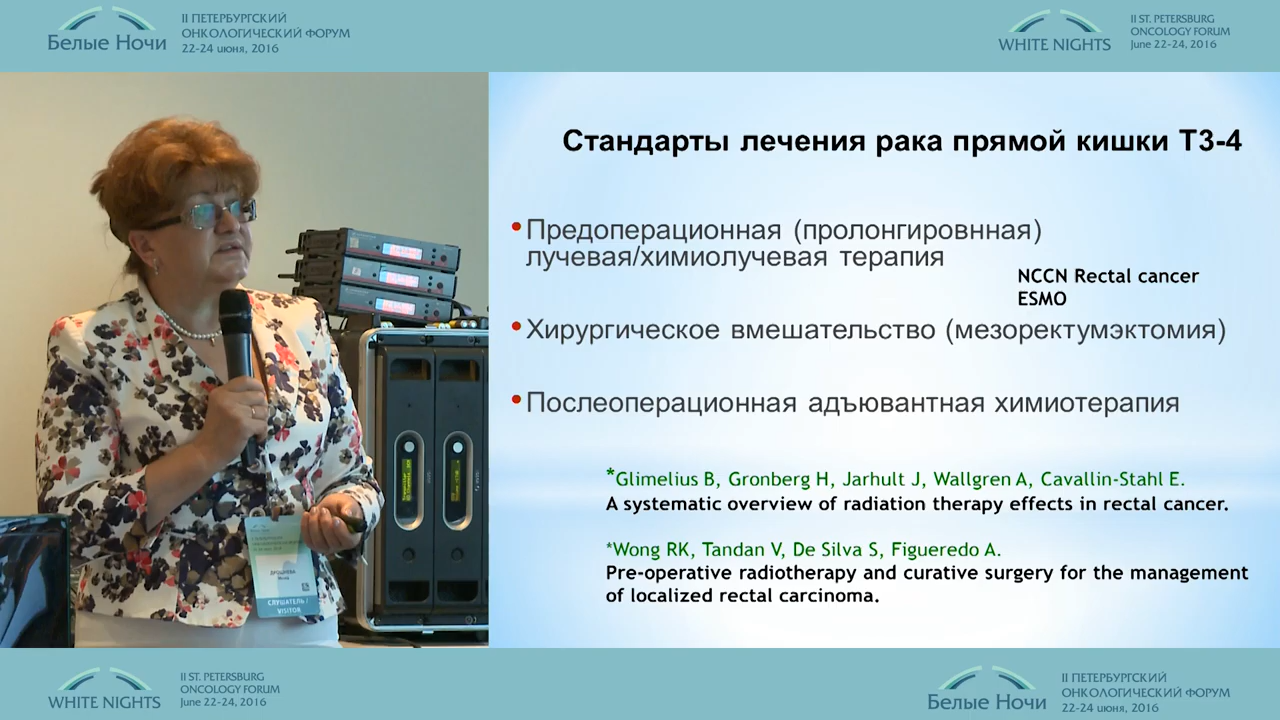 II ПЕТЕРБУРГСКИЙ
ОНКОЛОГИЧЕСКИЙ ФОРУМ
Белые Ночи
22-24 июня, 2016
II ST. PETERSBURG
ONCOLOGY FORUM
WHITE NIGHTS
June 22-24, 2016
Стандарты лечения рака прямой кишки Т3-4
•Предоперационная (пролонгировнная)
лучевая/химиолучевая терапия
NCCN Rectal cancer
ESMO
•Хирургическое вмешательство (мезоректумэктомия)
•Послеоперационная адъювантная химиотерапия
*Glimelius B, Gronberg H, Jarhult J, Wallgren A, Cavallin-Stahl E.
A systematic overview of radiation therapy effects in rectal cancer.
*Wong RK, Tandan V, De Silva S, Figueredo A.
Pre-operative radiotherapy and curative surgery for the management
of localized rectal carcinoma.
СЛУШАТЕЛЬ /
VISITOR
II ST. PETERSBURG
ONCOLOGY FORUM
WHITE NIGHTS
June 22-24, 2016
II ПЕТЕРБУРГСКИЙ
ОНКОЛОГИЧЕСКИЙ ФОРУМ
Белые Ночи
22-24 июня, 2016